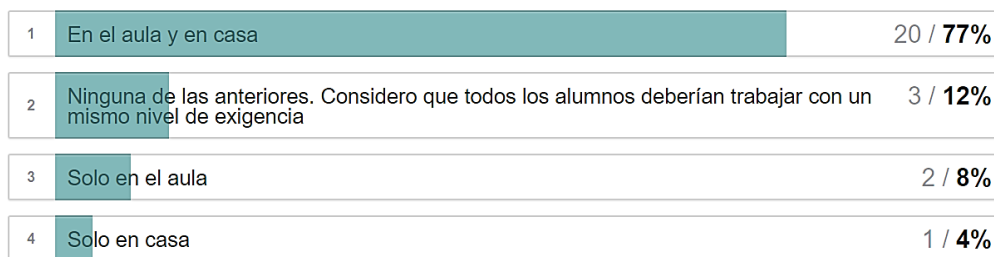 1 En el aula y en casa 20 / 77%
2 Ninguna de las anteriores. Considero que todos los alumnos deberían trabajar con un 3 / 12%
mismo nivel de exigencia
3 Solo en el aula 2 / 8%
4 Solo en casa 1 / 4%